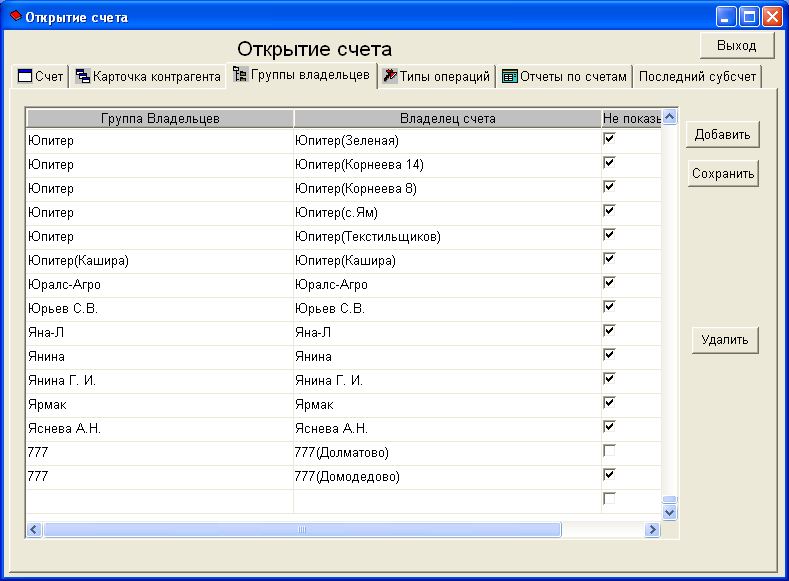 Открытие счета
Открытие счета
Выход
Счет Карточка контрагента Группы владельцев Типы операций Отчеты по счетам Последний субсчет
Группа Владельцев Владелец счета Не показы
Юпитер Юпитер(Зеленая)
Юпитер Юпитер(Корнеева 14)
Юпитер Юпитер(Корнеева 8)
Юпитер Юпитер(с.Ям)
Юпитер Юпитер(Текстильщиков)
Юпитер(Кашира) Юпитер(Кашира)
Юралс-Агро Юралс-Агро
Юрьев С.В. Юрьев С.В.
Яна-Л Яна-Л
Янина Янина
Янина Г. И. Янина Г. И.
Ярмак Ярмак
Яснева А.Н. Яснева А.Н.
777 777(Долматово)
777 777(Домодедово)
Добавить
Сохранить
Удалить